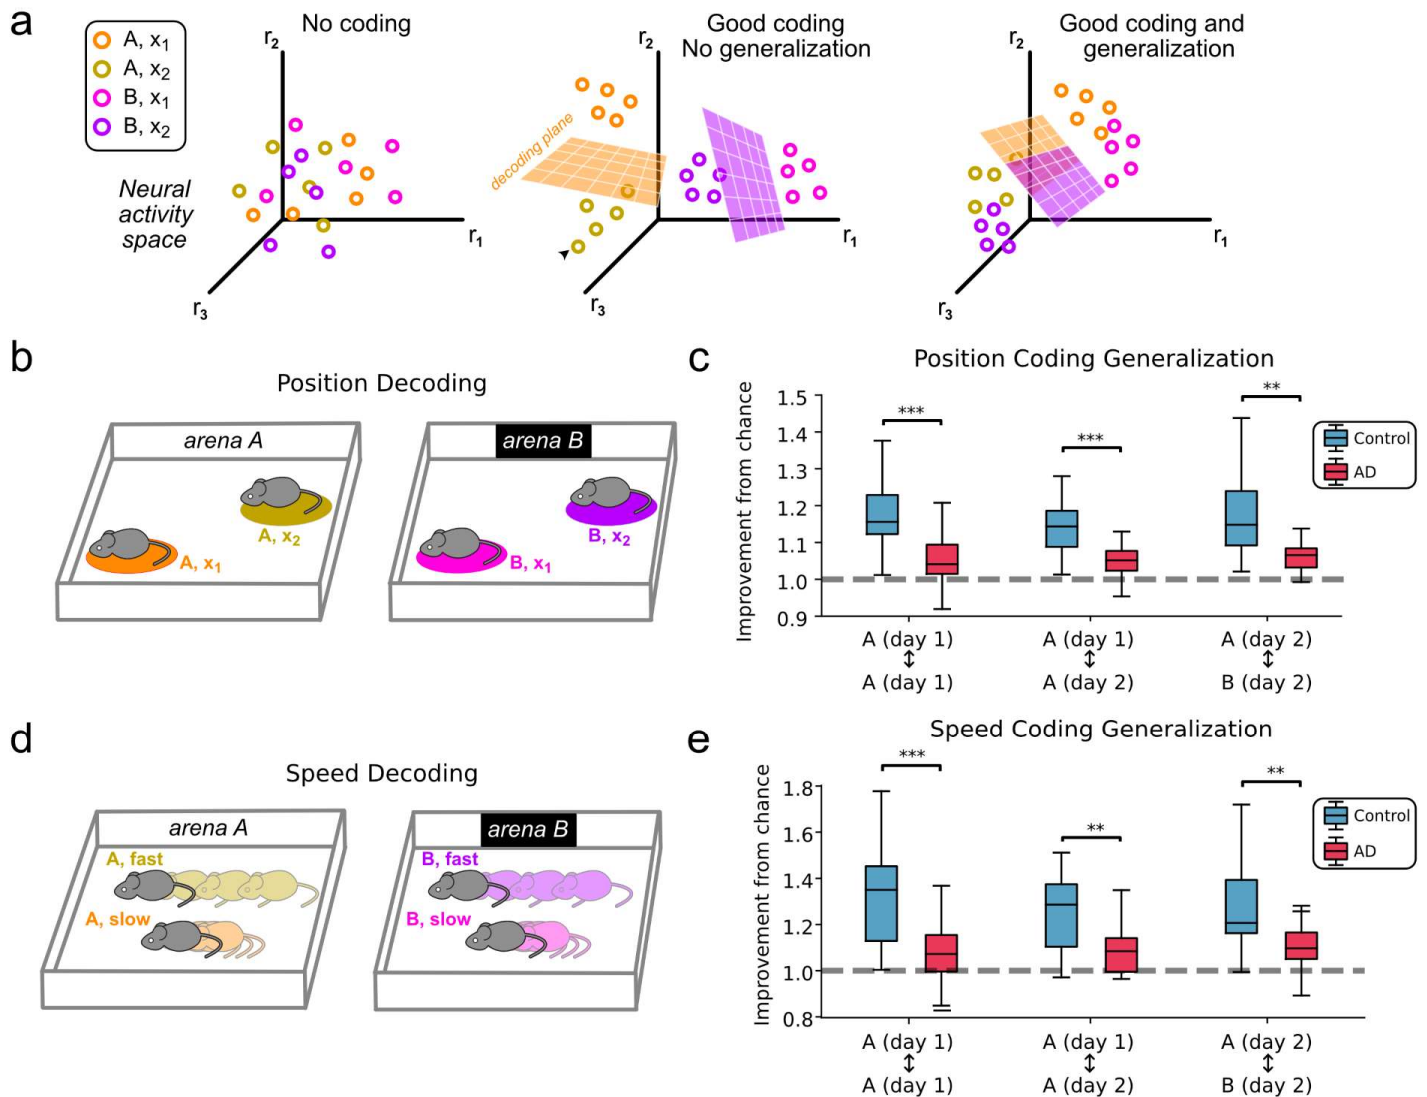 a
A, x1
A, x2
B, x1
B, x2
Neural
activity
space
No coding
r2
r1
r3
Good coding
No generalization
r2
decoding plane
r1
r3
Good coding and
generalization
r2
r1
r3
b
Position Decoding
arena A
A, x2
A, x1
arena B
B, x2
B, x1
c
Position Coding Generalization
Improvement from chance
1.5
1.4
1.3
1.2
1.1
1.0
0.9
***
***
**
Control
AD
A (day 1)
↕
A (day 1)
A (day 1)
↕
A (day 2)
A (day 2)
↕
B (day 2)
d
Speed Decoding
arena A
A, fast
A, slow
arena B
B, fast
B, slow
e
Speed Coding Generalization
Improvement from chance
1.8
1.6
1.4
1.2
1.0
0.8
***
**
**
Control
AD
A (day 1)
↕
A (day 1)
A (day 1)
↕
A (day 2)
A (day 2)
↕
B (day 2)